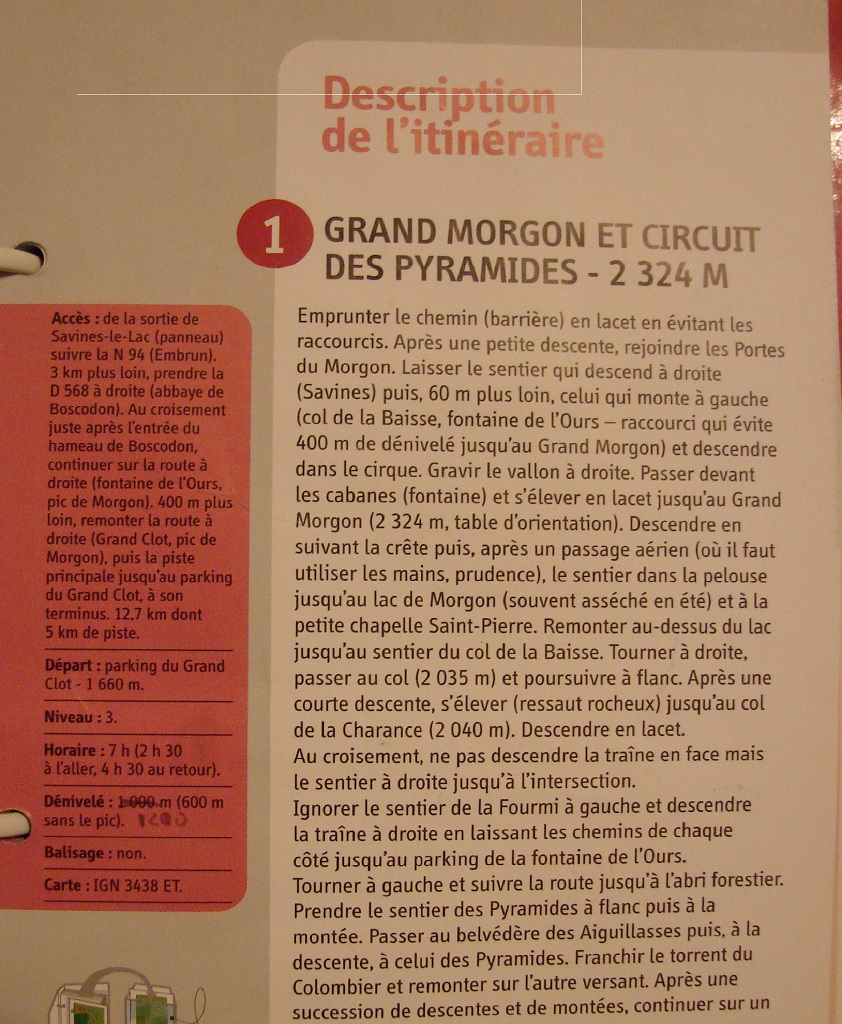 Description
de l'itinéraire
1
GRAND MORGON ET CIRCUIT
DES PYRAMIDES - 2 324 M
Emprunter le chemin (barrière) en lacet en évitant les
raccourcis. Après une petite descente, rejoindre les Portes
du Morgon. Laisser le sentier qui descend à droite
(Savines) puis, 60 m plus loin, celui qui monte à gauche
(col de la Baisse, fontaine de l'Ours – raccourci qui évite
400 m de dénivelé jusqu'au Grand Morgon) et descendre
dans le cirque. Gravir le vallon à droite. Passer devant
les cabanes (fontaine) et s'élever en lacet jusqu'au Grand
Morgon (2 324 m, table d'orientation). Descendre en
suivant la crête puis, après un passage aérien (où il faut
utiliser les mains, prudence), le sentier dans la pelouse
jusqu'au lac de Morgon (souvent asséché en été) et à la
petite chapelle Saint-Pierre. Remonter au-dessus du lac
jusqu'au sentier du col de la Baisse. Tourner à droite,
passer au col (2 035 m) et poursuivre à flanc. Après une
courte descente, s'élever (ressaut rocheux) jusqu'au col
de la Charance (2 040 m). Descendre en lacet.
Au croisement, ne pas descendre la traîne en face mais
le sentier à droite jusqu'à l'intersection.
Ignorer le sentier de la Fourmi à gauche et descendre
la traîne à droite en laissant les chemins de chaque
côté jusqu'au parking de la fontaine de l'Ours.
Tourner à gauche et suivre la route jusqu'à l'abri forestier.
Prendre le sentier des Pyramides à flanc puis à la
montée. Passer au belvédère des Aiguillasses puis, à la
descente, à celui des Pyramides. Franchir le torrent du
Colombier et remonter sur l'autre versant. Après une
succession de descentes et de montées, continuer sur un
Accès : de la sortie de
Savines-le-Lac (panneau)
suivre la N 94 (Embrun).
3 km plus loin, prendre la
D 568 à droite (abbaye de
Boscodon). Au croisement
juste après l'entrée du
hameau de Boscodon,
continuer sur la route à
droite (fontaine de l'Ours,
pic de Morgon). 400 m plus
loin, remonter la route à
droite (Grand Clot, pic de
Morgon), puis la piste
principale jusqu'au parking
du Grand Clot, à son
terminus. 12,7 km dont
5 km de piste.
Départ : parking du Grand
Clot - 1 660 m.
Niveau : 3.
Horaire : 7 h (2 h 30
à l'aller, 4 h 30 au retour).
Dénivelé : 1 000 m (600 m
sans le pic). 1200
Balisage : non.
Carte : IGN 3438 ET.